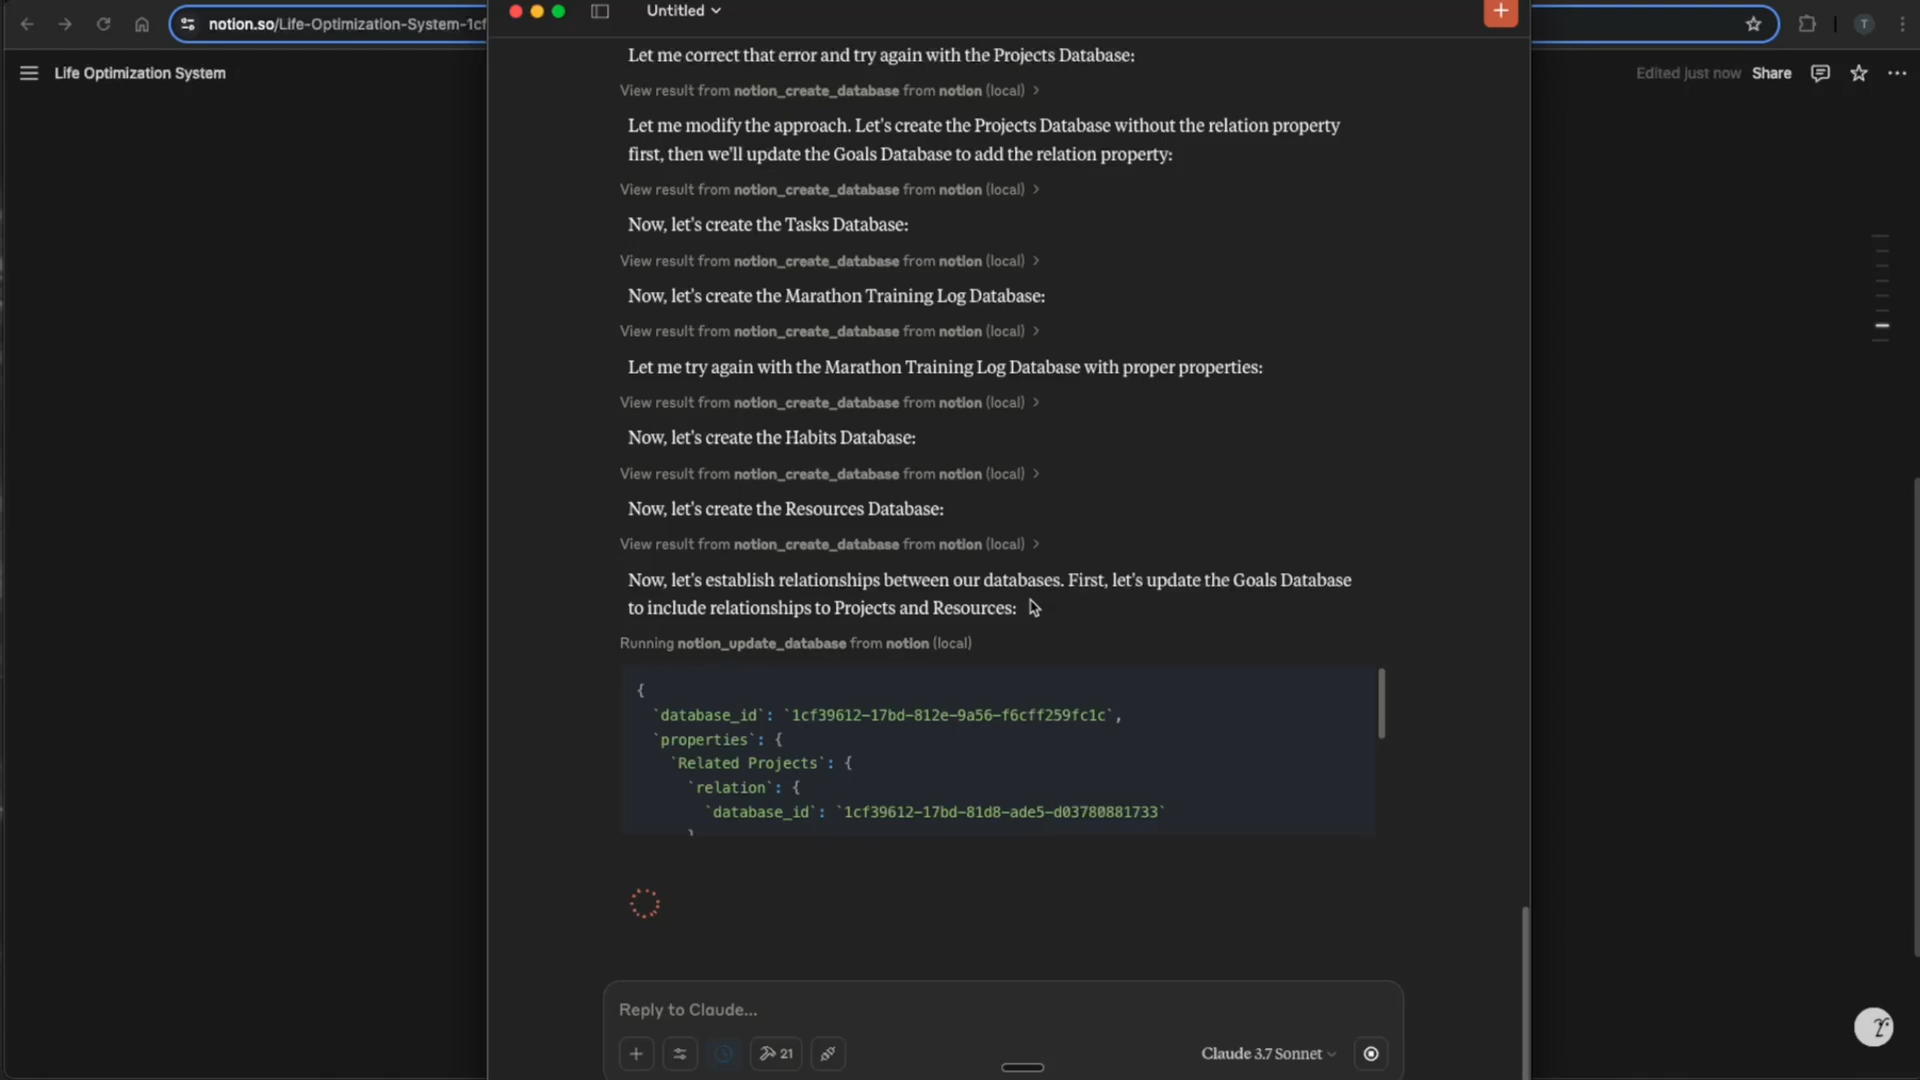 notion.so/Life-Optimization-System-1cf
Untitled
Life Optimization System
Edited just now Share
T
Let me correct that error and try again with the Projects Database:
View result from notion_create_database from notion (local)
Let me modify the approach. Let's create the Projects Database without the relation property
first, then we'll update the Goals Database to add the relation property:
View result from notion_create_database from notion (local)
Now, let's create the Tasks Database:
View result from notion_create_database from notion (local)
Now, let's create the Marathon Training Log Database:
View result from notion_create_database from notion (local)
Let me try again with the Marathon Training Log Database with proper properties:
View result from notion_create_database from notion (local)
Now, let's create the Habits Database:
View result from notion_create_database from notion (local)
Now, let's create the Resources Database:
View result from notion_create_database from notion (local)
Now, let's establish relationships between our databases. First, let's update the Goals Database
to include relationships to Projects and Resources:
Running notion_update_database from notion (local)
{
`database_id`: `1cf39612-17bd-812e-9a56-f6cff259fc1c`,
`properties`: {
`Related Projects`: {
`relation`: {
`database_id`: `1cf39612-17bd-81d8-ade5-d03780881733`
}
Reply to Claude...
21
Claude 3.7 Sonnet